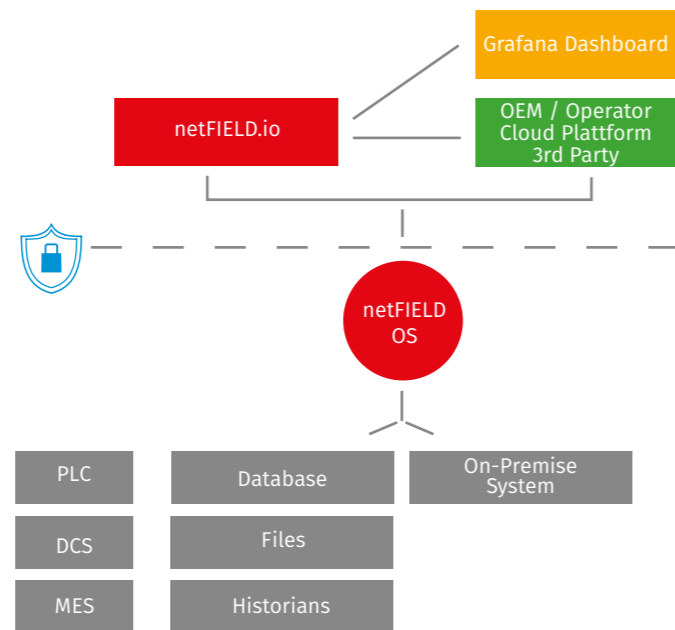 Grafana Dashboard
netFIELD.io
OEM / Operator
Cloud Plattform
3rd Party
netFIELD
OS
PLC
Database
On-Premise
System
DCS
Files
MES
Historians